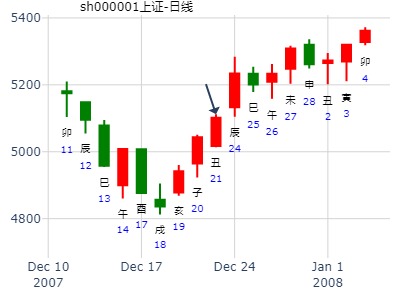 sh000001上证-日线
5400
5200
5000
4800
卯
11
辰
12
巳
13
午
14
酉
17
戌
18
亥
19
子
20
丑
21
辰
24
巳
25
午
26
未
27
申
28
丑
2
寅
3
卯
4
Dec 10
2007
Dec 17
Dec 24
Jan 1
2008